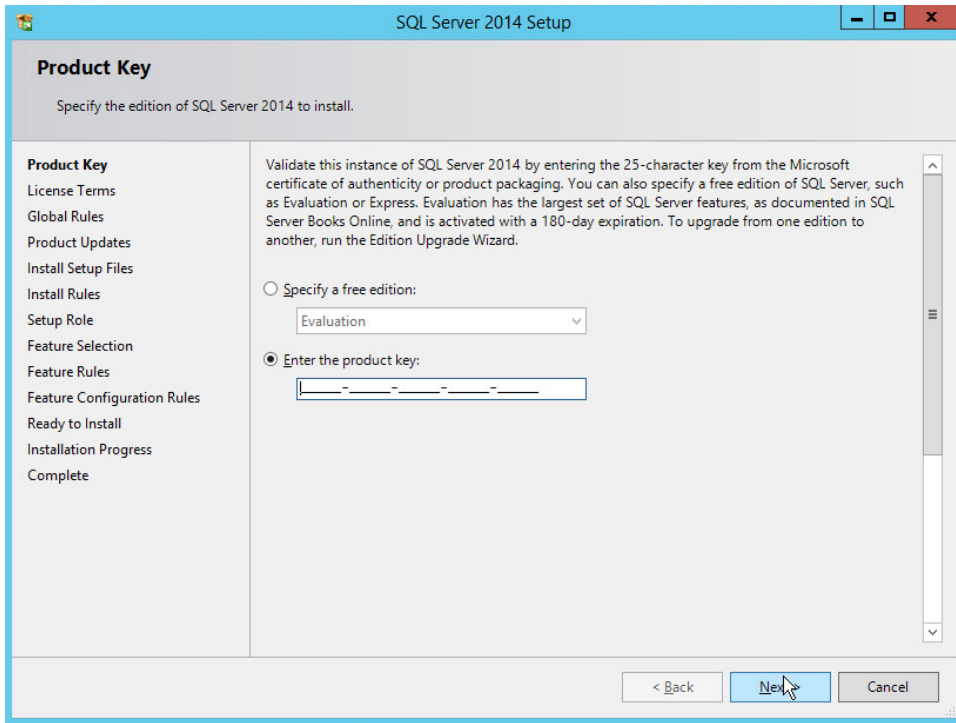 SQL Server 2014 Setup
Product Key
Specify the edition of SQL Server 2014 to install.
Product Key
License Terms
Global Rules
Product Updates
Install Setup Files
Install Rules
Setup Role
Feature Selection
Feature Rules
Feature Configuration Rules
Ready to Install
Installation Progress
Complete
Validate this instance of SQL Server 2014 by entering the 25-character key from the Microsoft
certificate of authenticity or product packaging. You can also specify a free edition of SQL Server, such
as Evaluation or Express. Evaluation has the largest set of SQL Server features, as documented in SQL
Server Books Online, and is activated with a 180-day expiration. To upgrade from one edition to
another, run the Edition Upgrade Wizard.
Specify a free edition:
Evaluation
Enter the product key:
_____-_____-_____-_____-_____
< Back
Next >
Cancel